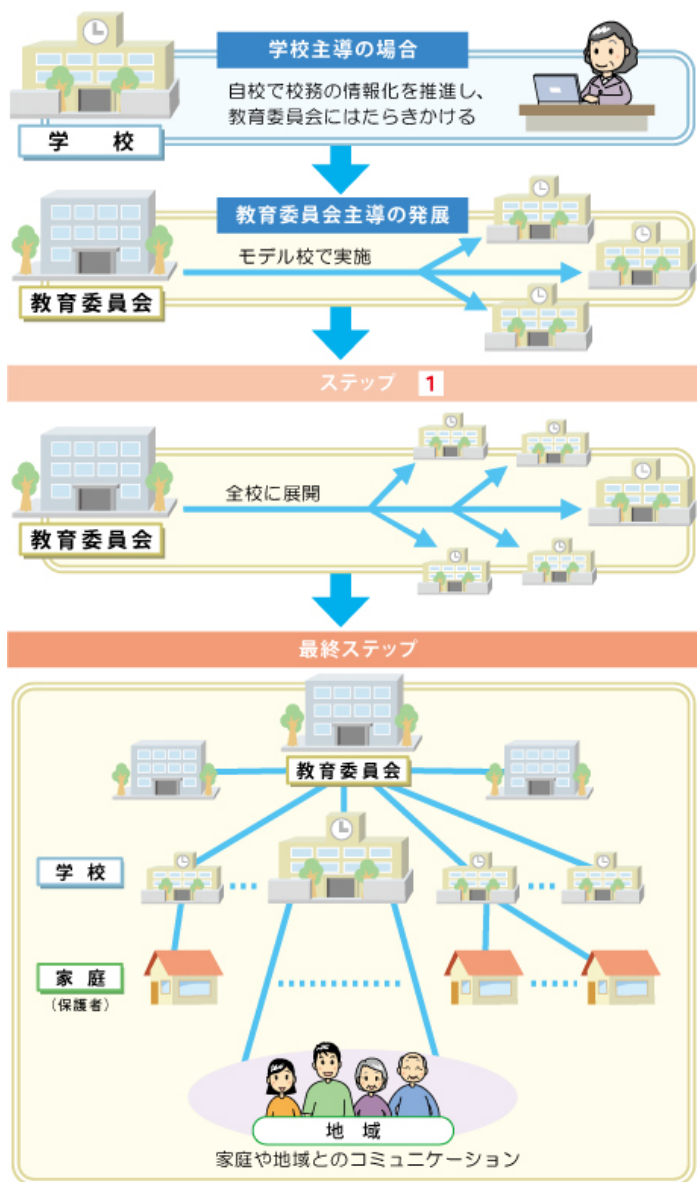 学校主導の場合
自校で校務の情報化を推進し、
教育委員会にはたらきかける
学校
教育委員会主導の発展
モデル校で実施
教育委員会
ステップ 1
全校に展開
教育委員会
最終ステップ
教育委員会
学校
家庭
(保護者)
地域
家庭や地域とのコミュニケーション